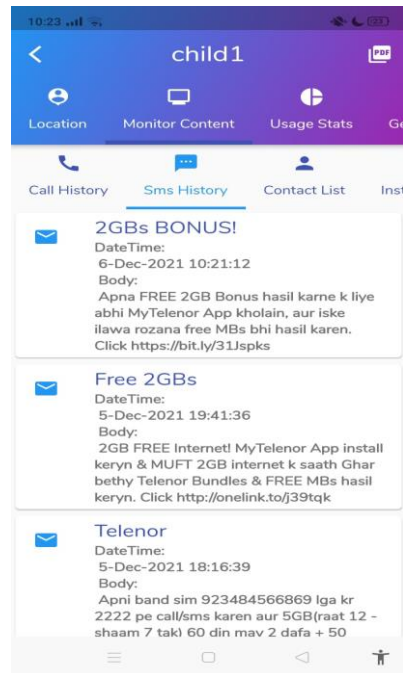 10:23
23
child1
PDF
Location Monitor Content Usage Stats Ge
Call History Sms History Contact List Inst
2GBs BONUS!
DateTime:
6-Dec-2021 10:21:12
Body:
Apna FREE 2GB Bonus hasil karne k liye
abhi MyTelenor App kholain, aur iske
ilawa rozana free MBs bhi hasil karen.
Click https://bit.ly/31Jspks
Free 2GBs
DateTime:
5-Dec-2021 19:41:36
Body:
2GB FREE Internet! MyTelenor App install
keryn & MUFT 2GB internet k saath Ghar
bethy Telenor Bundles & FREE MBs hasil
keryn. Click http://onelink.to/j39tqk
Telenor
DateTime:
5-Dec-2021 18:16:39
Body:
Apni band sim 923484566869 lga kr
2222 pe call/sms karen aur 5GB(raat 12 -
shaam 7 tak) 60 din may 2 dafa + 50